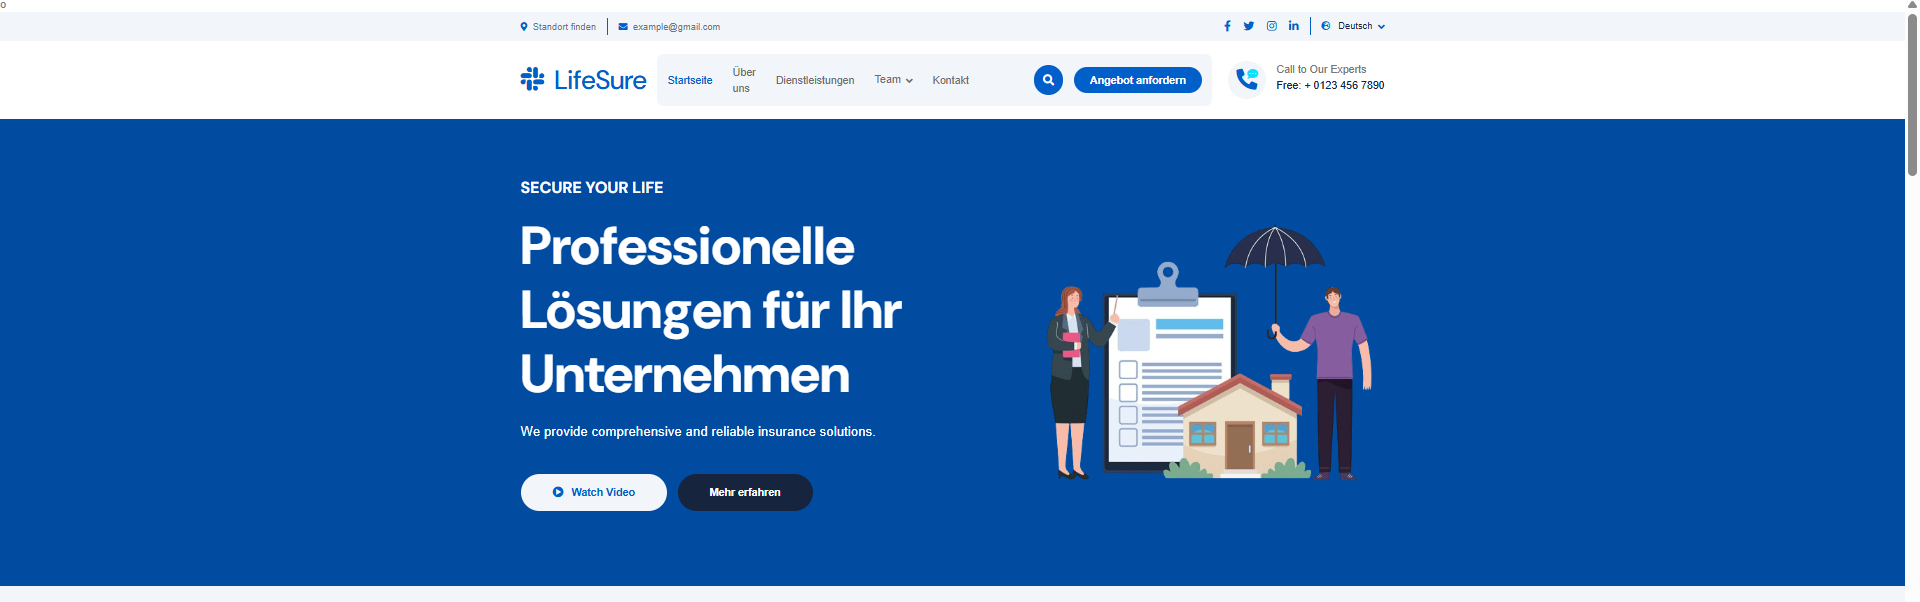 o
Standort finden
example@gmail.com
Deutsch
LifeSure
Startseite
Über
uns
Dienstleistungen
Team
Kontakt
Angebot anfordern
Call to Our Experts
Free: + 0123 456 7890
SECURE YOUR LIFE
Professionelle
Lösungen für Ihr
Unternehmen
We provide comprehensive and reliable insurance solutions.
Watch Video
Mehr erfahren